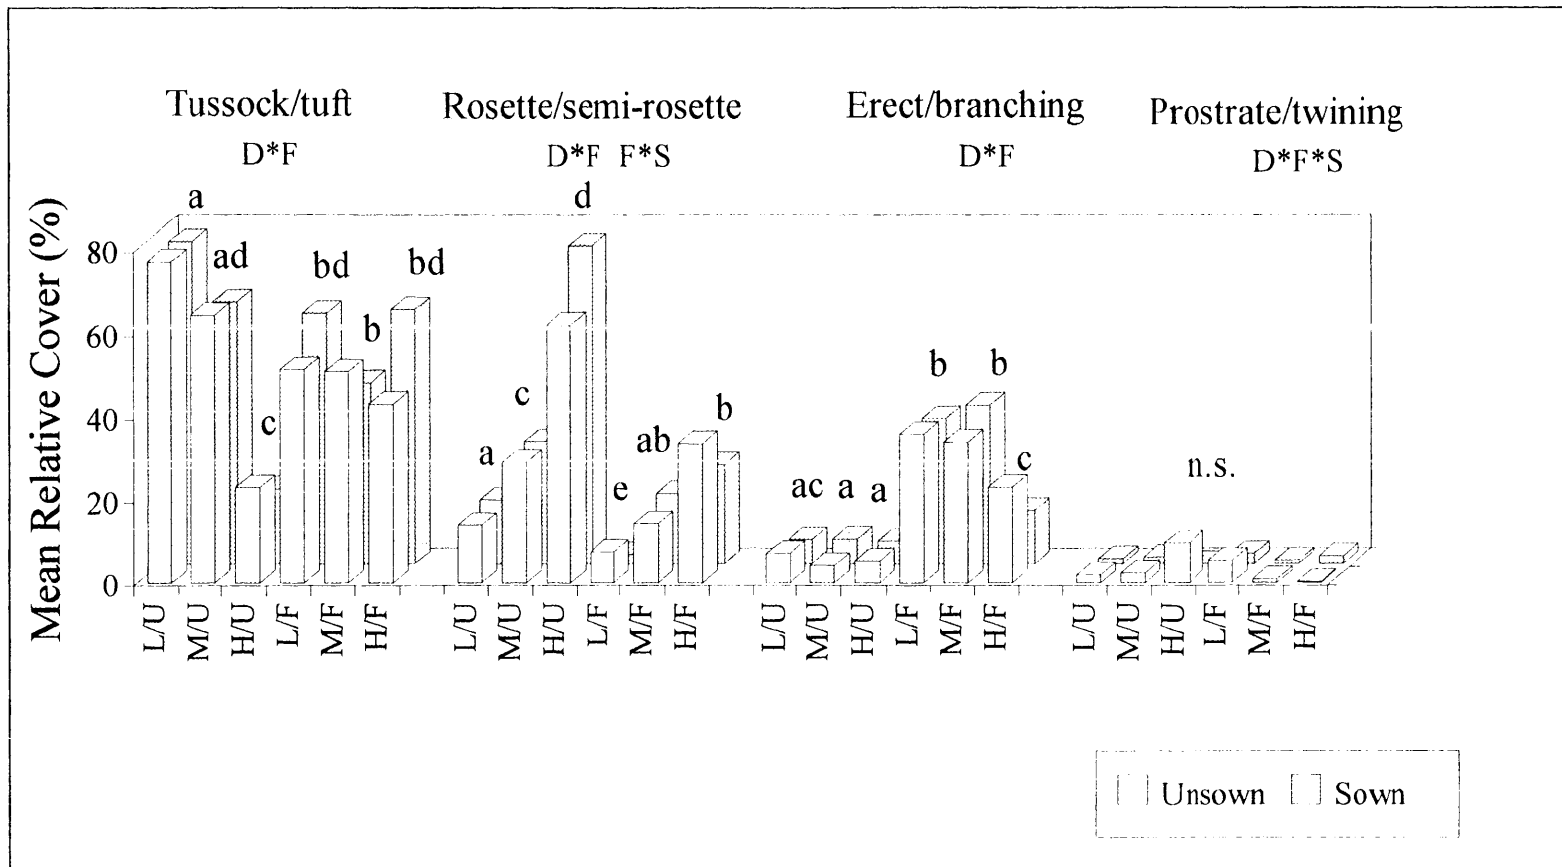 Tussock/tuft Rosette/semi-rosette Erect/branching Prostrate/twining
D*F D*F F*S D*F D*F*S
Mean Relative Cover (%)
80
60
40
20
0
a ad c bd b bd
a c d e ab b
ac a a b b c
n.s.
L/U M/U H/U L/F M/F H/F
L/U M/U H/U L/F M/F H/F
L/U M/U H/U L/F M/F H/F
L/U M/U H/U L/F M/F H/F
Unsown Sown